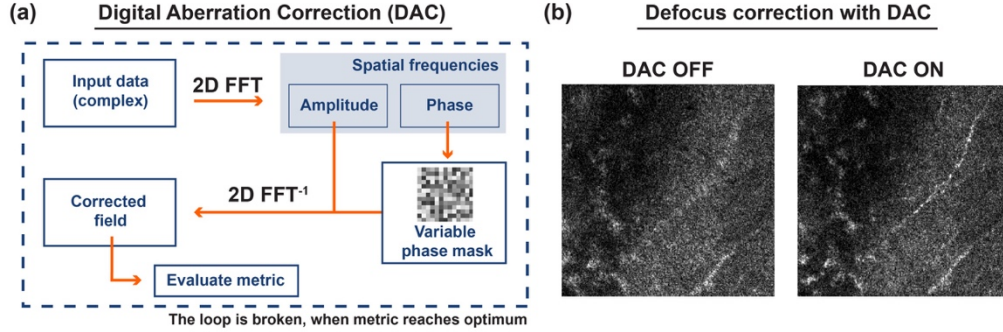 (a)
Digital Aberration Correction (DAC)
Input data
(complex)
2D FFT
Spatial frequencies
Amplitude
Phase
Corrected
field
2D FFT-1
Variable
phase mask
Evaluate metric
The loop is broken, when metric reaches optimum
(b)
Defocus correction with DAC
DAC OFF
DAC ON